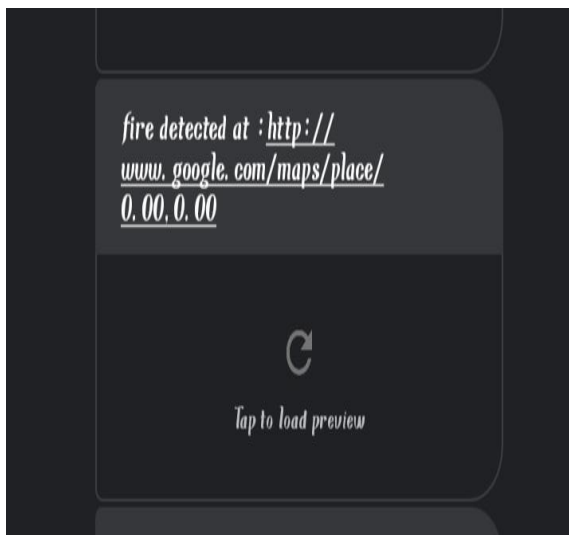 fire detected at :http://
www.google.com/maps/place/
0.00,0.00
Tap to load preview